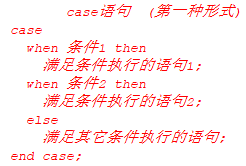 case语句 (第一种形式)
case
when 条件1 then
满足条件执行的语句1;
when 条件2 then
满足条件执行的语句2;
else
满足其它条件执行的语句;
end case;